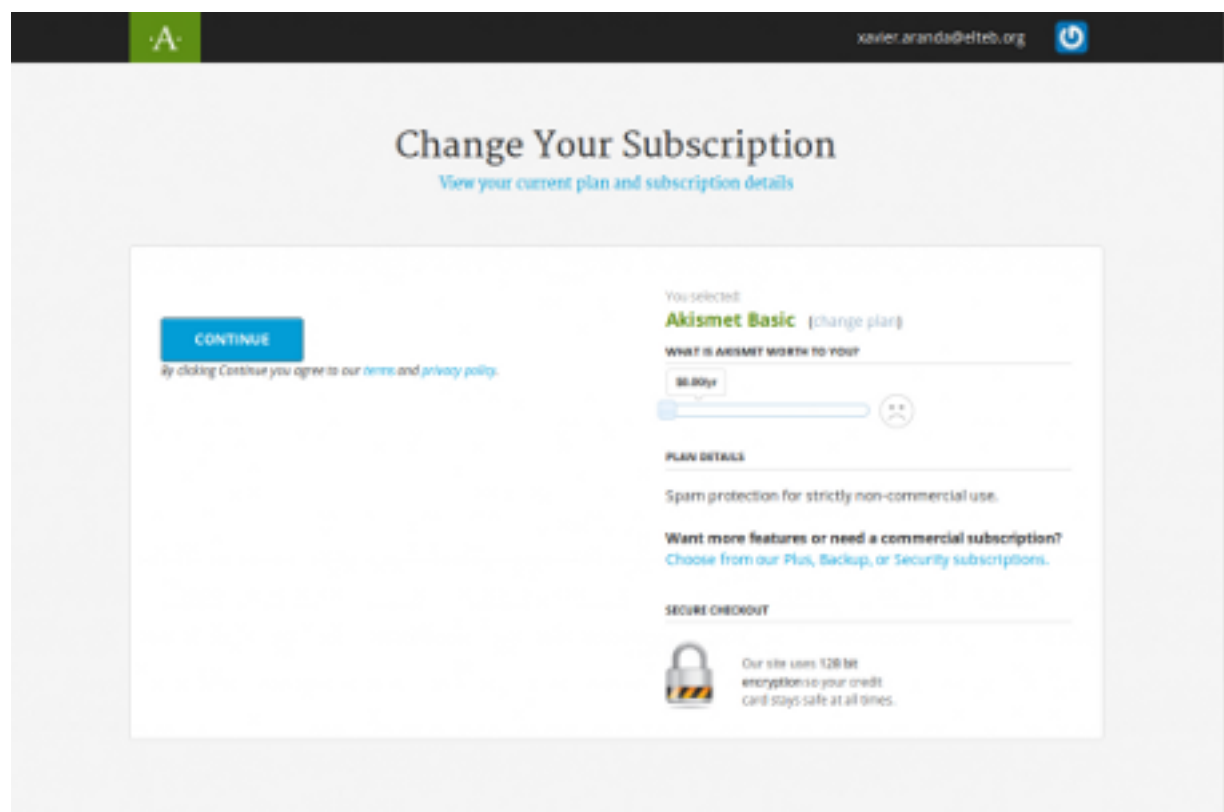 ·A·
xavier.aranda@elteb.org
Change Your Subscription
View your current plan and subscription details
CONTINUE
By clicking Continue you agree to our terms and privacy policy.
You selected:
Akismet Basic (change plan)
WHAT IS AKISMET WORTH TO YOU?
$0.00/yr
PLAN DETAILS
Spam protection for strictly non-commercial use.
Want more features or need a commercial subscription?
Choose from our Plus, Backup, or Security subscriptions.
SECURE CHECKOUT
Our site uses 128 bit
encryption so your credit
card stays safe at all times.